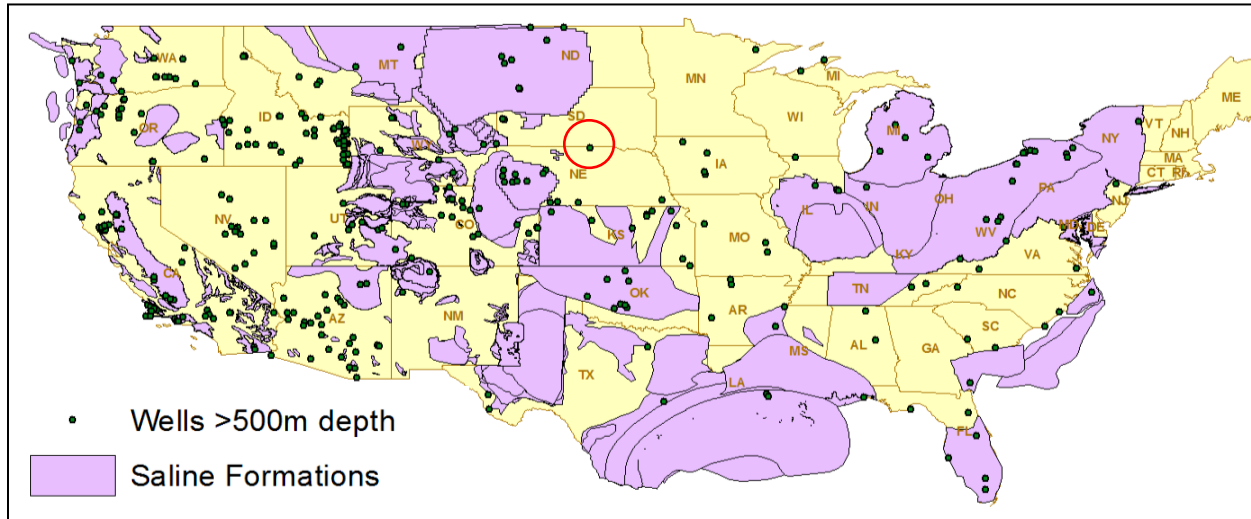 WA
MT
ND
MN
MI
ME
OR
ID
SD
WI
MI
NY
VT
NH
WY
MA
CT
RI
IA
NE
PA
NJ
NV
UT
CO
IL
IN
OH
MD
DE
KS
MO
WV
VA
CA
KY
OK
TN
NC
AZ
NM
AR
SC
MS
AL
GA
TX
LA
FL
Wells >500m depth
Saline Formations